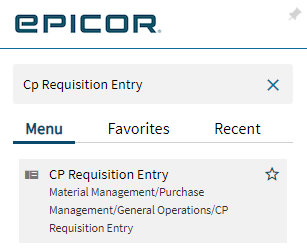 EPICOR
Cp Requisition Entry
Menu Favorites Recent
CP Requisition Entry
Material Management/Purchase
Management/General Operations/CP
Requisition Entry